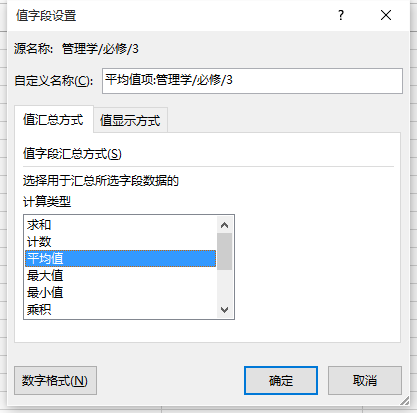 值字段设置
?
源名称: 管理学/必修/3
自定义名称(C): 平均值项:管理学/必修/3
值汇总方式 值显示方式
值字段汇总方式(S)
选择用于汇总所选字段数据的
计算类型
求和
计数
平均值
最大值
最小值
乘积
数字格式(N) 确定 取消